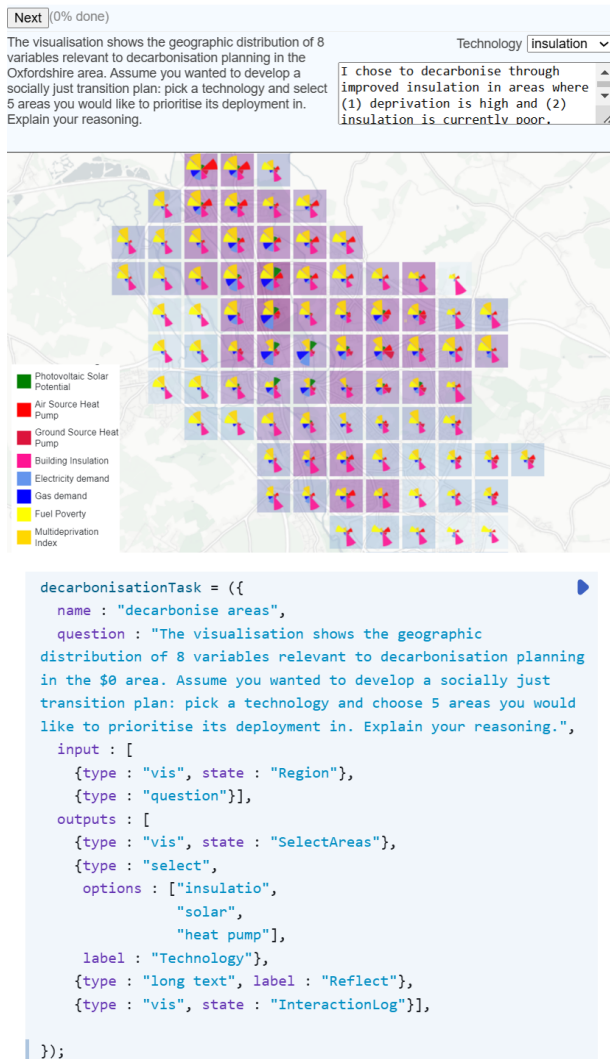 Next (0% done)
The visualisation shows the geographic distribution of 8
variables relevant to decarbonisation planning in the
Oxfordshire area. Assume you wanted to develop a
socially just transition plan: pick a technology and select
5 areas you would like to prioritise its deployment in.
Explain your reasoning.
Technology insulation
I chose to decarbonise through
improved insulation in areas where
(1) deprivation is high and (2)
insulation is currently poor.
Photovoltaic Solar
Potential
Air Source Heat
Pump
Ground Source Heat
Pump
Building Insulation
Electricity demand
Gas demand
Fuel Poverty
Multideprivation
Index
decarbonisationTask = ({
name : "decarbonise areas",
question : "The visualisation shows the geographic
distribution of 8 variables relevant to decarbonisation planning
in the $0 area. Assume you wanted to develop a socially just
transition plan: pick a technology and choose 5 areas you would
like to prioritise its deployment in. Explain your reasoning.",
input : [
{type : "vis", state : "Region"},
{type : "question"}],
outputs : [
{type : "vis", state : "SelectAreas"},
{type : "select",
options : ["insulatio",
"solar",
"heat pump"],
label : "Technology"},
{type : "long text", label : "Reflect"},
{type : "vis", state : "InteractionLog"}],
});